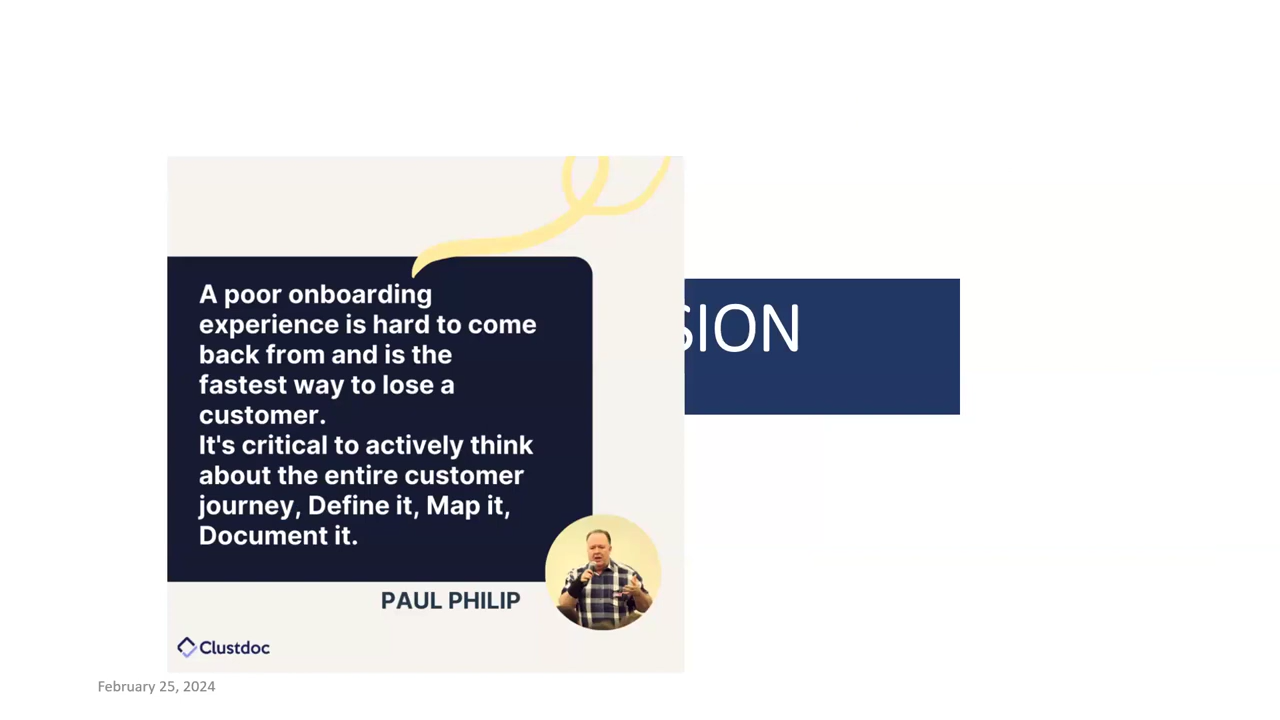 A poor onboarding
experience is hard to come
back from and is the
fastest way to lose a
customer.
It's critical to actively think
about the entire customer
journey, Define it, Map it,
Document it.
SION
PAUL PHILIP
Clustdoc
February 25, 2024